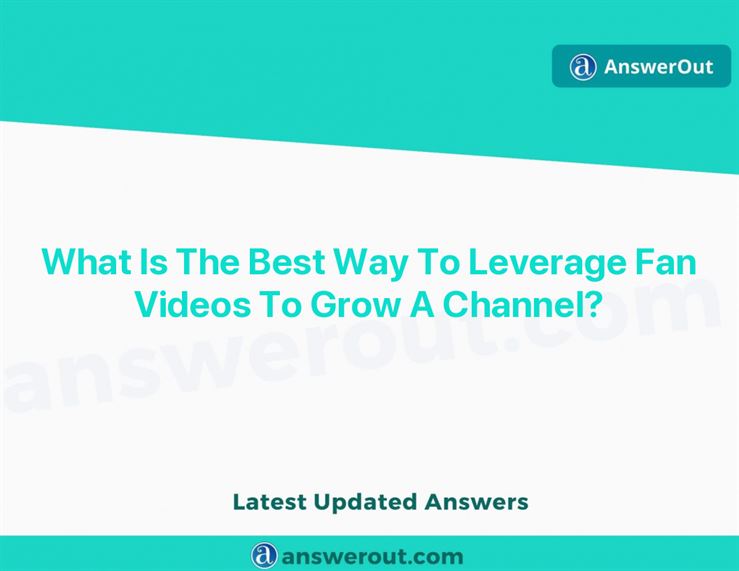 AnswerOut
What Is The Best Way To Leverage Fan
Videos To Grow A Channel?
answerout.com
Latest Updated Answers
answerout.com